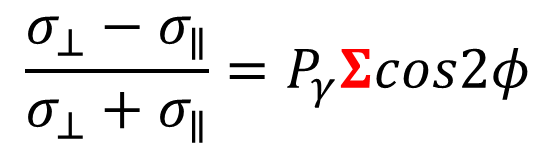 σ⊥ − σ∥
σ⊥ + σ∥ = PγΣcos2ϕ